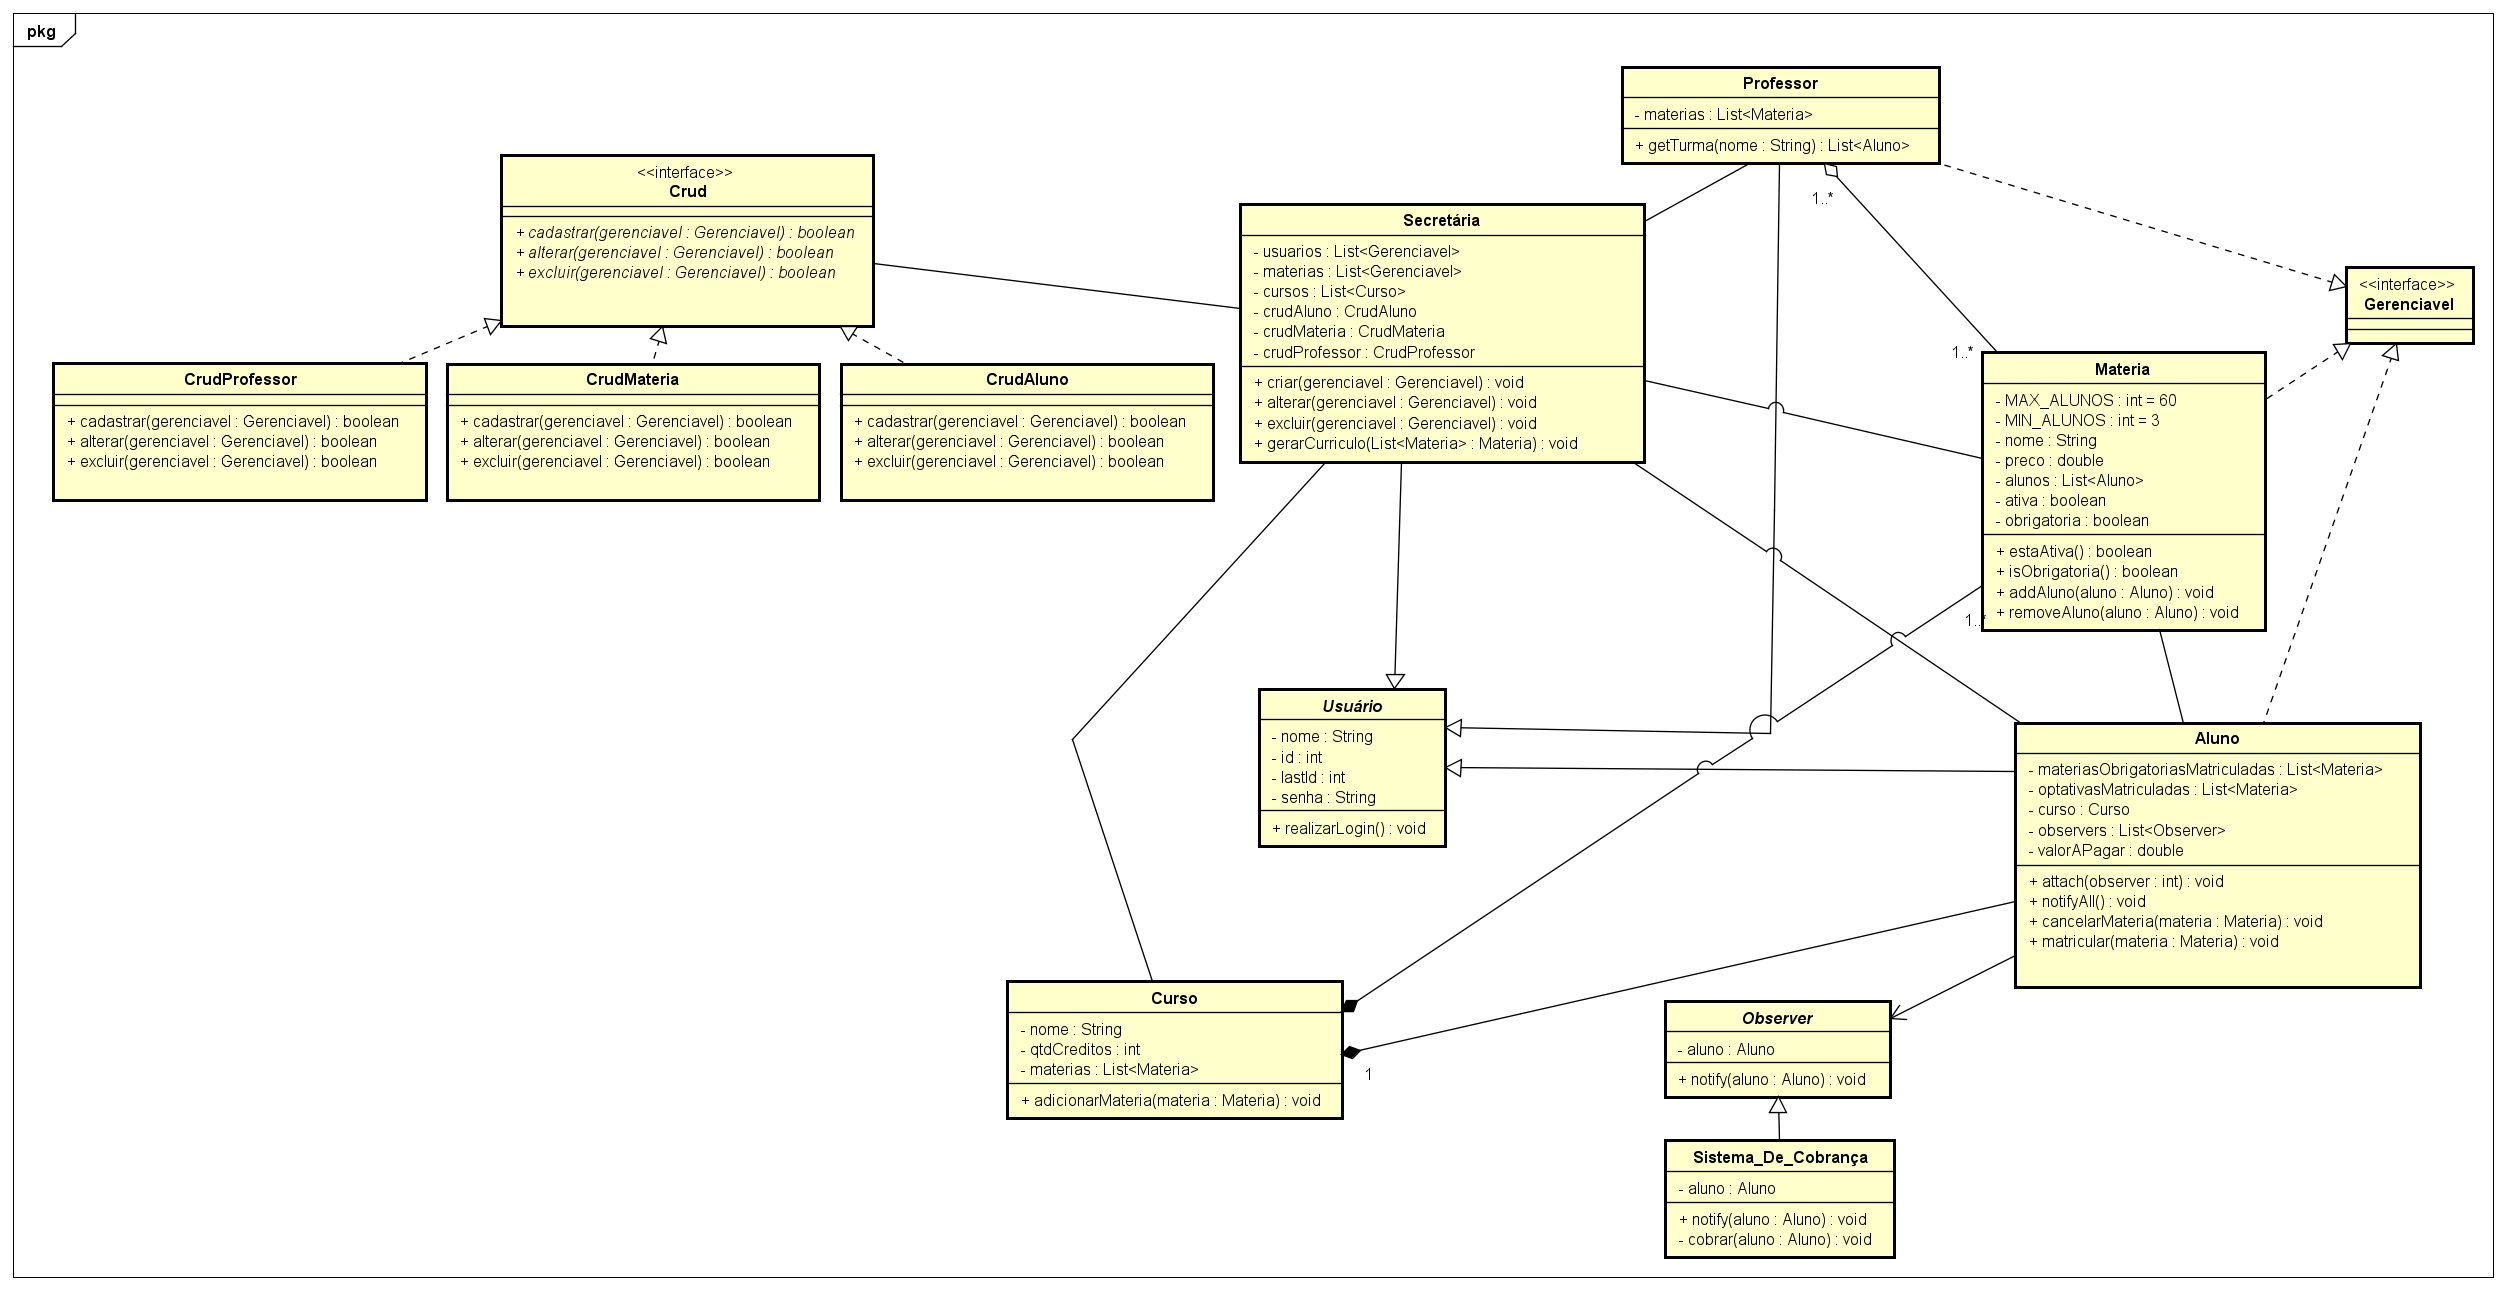 pkg
Professor
- materias : List<Materia>
+ getTurma(nome : String) : List<Aluno>
1..*
<<interface>>
Crud
+ cadastrar(gerenciavel : Gerenciavel) : boolean
+ alterar(gerenciavel : Gerenciavel) : boolean
+ excluir(gerenciavel : Gerenciavel) : boolean
Secretária
- usuarios : List<Gerenciavel>
- materias : List<Gerenciavel>
- cursos : List<Curso>
- crudAluno : CrudAluno
- crudMateria : CrudMateria
- crudProfessor : CrudProfessor
+ criar(gerenciavel : Gerenciavel) : void
+ alterar(gerenciavel : Gerenciavel) : void
+ excluir(gerenciavel : Gerenciavel) : void
+ gerarCurriculo(List<Materia> : Materia) : void
<<interface>>
Gerenciavel
CrudProfessor
+ cadastrar(gerenciavel : Gerenciavel) : boolean
+ alterar(gerenciavel : Gerenciavel) : boolean
+ excluir(gerenciavel : Gerenciavel) : boolean
CrudMateria
+ cadastrar(gerenciavel : Gerenciavel) : boolean
+ alterar(gerenciavel : Gerenciavel) : boolean
+ excluir(gerenciavel : Gerenciavel) : boolean
CrudAluno
+ cadastrar(gerenciavel : Gerenciavel) : boolean
+ alterar(gerenciavel : Gerenciavel) : boolean
+ excluir(gerenciavel : Gerenciavel) : boolean
1..*
Materia
- MAX_ALUNOS : int = 60
- MIN_ALUNOS : int = 3
- nome : String
- preco : double
- alunos : List<Aluno>
- ativa : boolean
- obrigatoria : boolean
+ estaAtiva() : boolean
+ isObrigatoria() : boolean
+ addAluno(aluno : Aluno) : void
+ removeAluno(aluno : Aluno) : void
1..*
Usuário
- nome : String
- id : int
- lastId : int
- senha : String
+ realizarLogin() : void
Aluno
- materiasObrigatoriasMatriculadas : List<Materia>
- optativasMatriculadas : List<Materia>
- curso : Curso
- observers : List<Observer>
- valorAPagar : double
+ attach(observer : int) : void
+ notifyAll() : void
+ cancelarMateria(materia : Materia) : void
+ matricular(materia : Materia) : void
Curso
- nome : String
- qtdCreditos : int
- materias : List<Materia>
+ adicionarMateria(materia : Materia) : void
1
Observer
- aluno : Aluno
+ notify(aluno : Aluno) : void
Sistema_De_Cobrança
- aluno : Aluno
+ notify(aluno : Aluno) : void
- cobrar(aluno : Aluno) : void